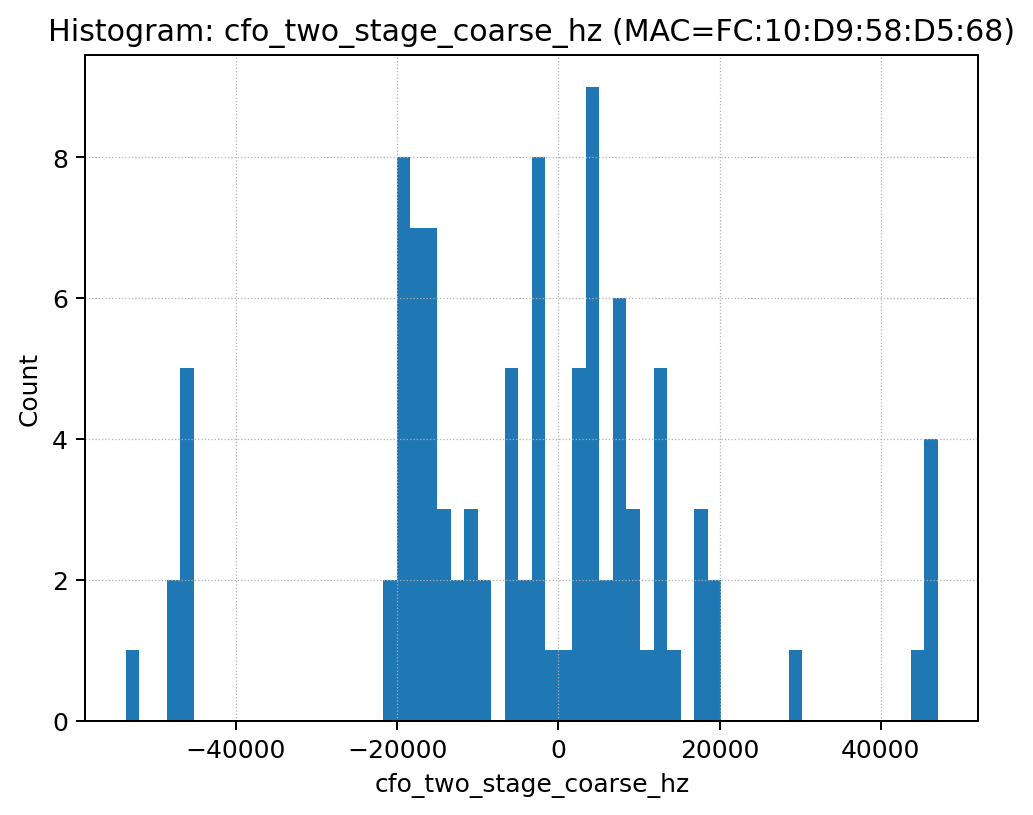 Histogram: cfo_two_stage_coarse_hz (MAC=FC:10:D9:58:D5:68)
8
6
4
2
0
Count
−40000 −20000 0 20000 40000
cfo_two_stage_coarse_hz